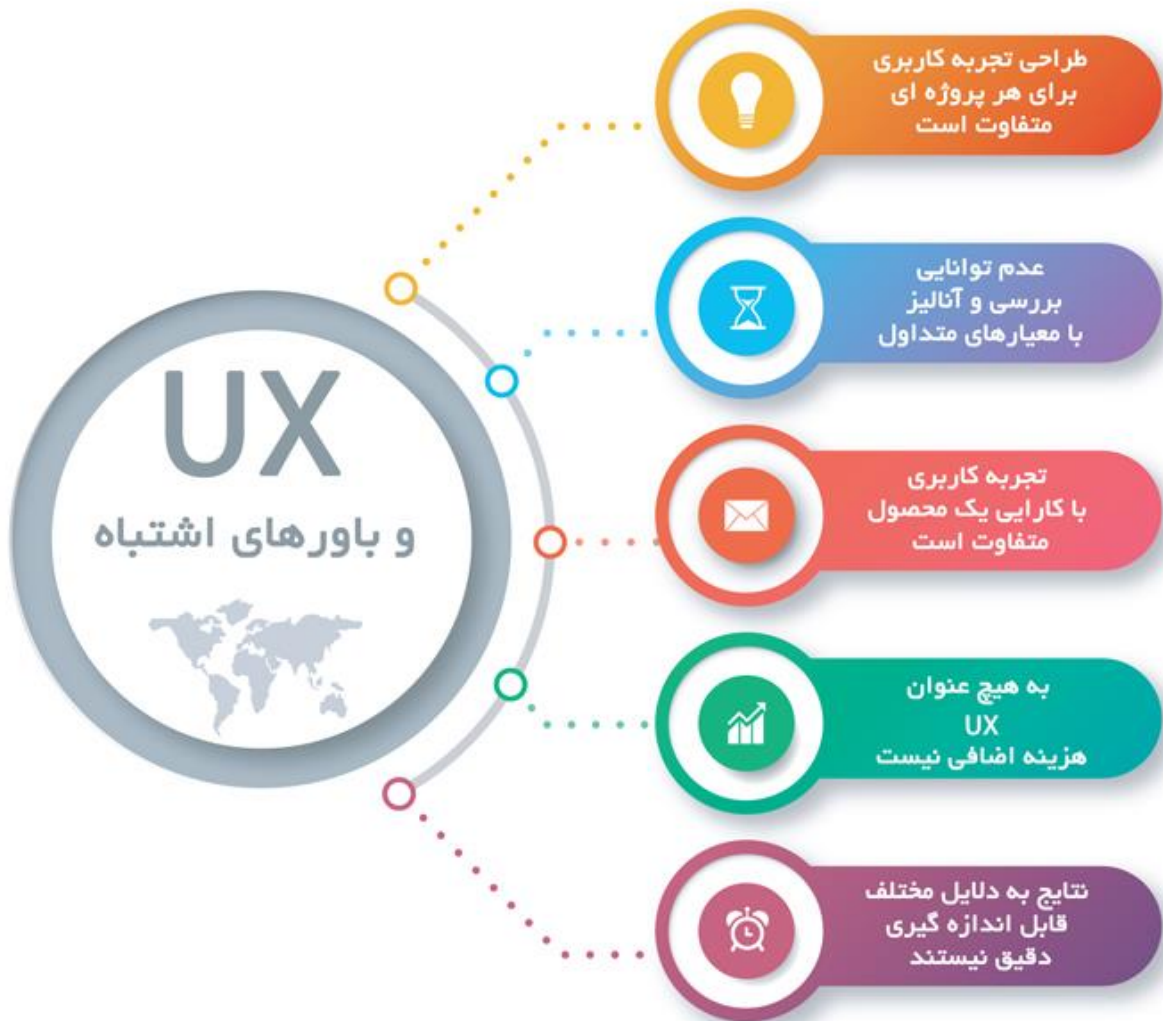 UX
و باورهای اشتباه
طراحی تجربه کاربری
برای هر پروژه ای
متفاوت است
عدم توانایی
بررسی و آنالیز
با معیارهای متداول
تجربه کاربری
با کارایی یک محصول
متفاوت است
به هیچ عنوان
UX
هزینه اضافی نیست
نتایج به دلایل مختلف
قابل اندازه گیری
دقیق نیستند